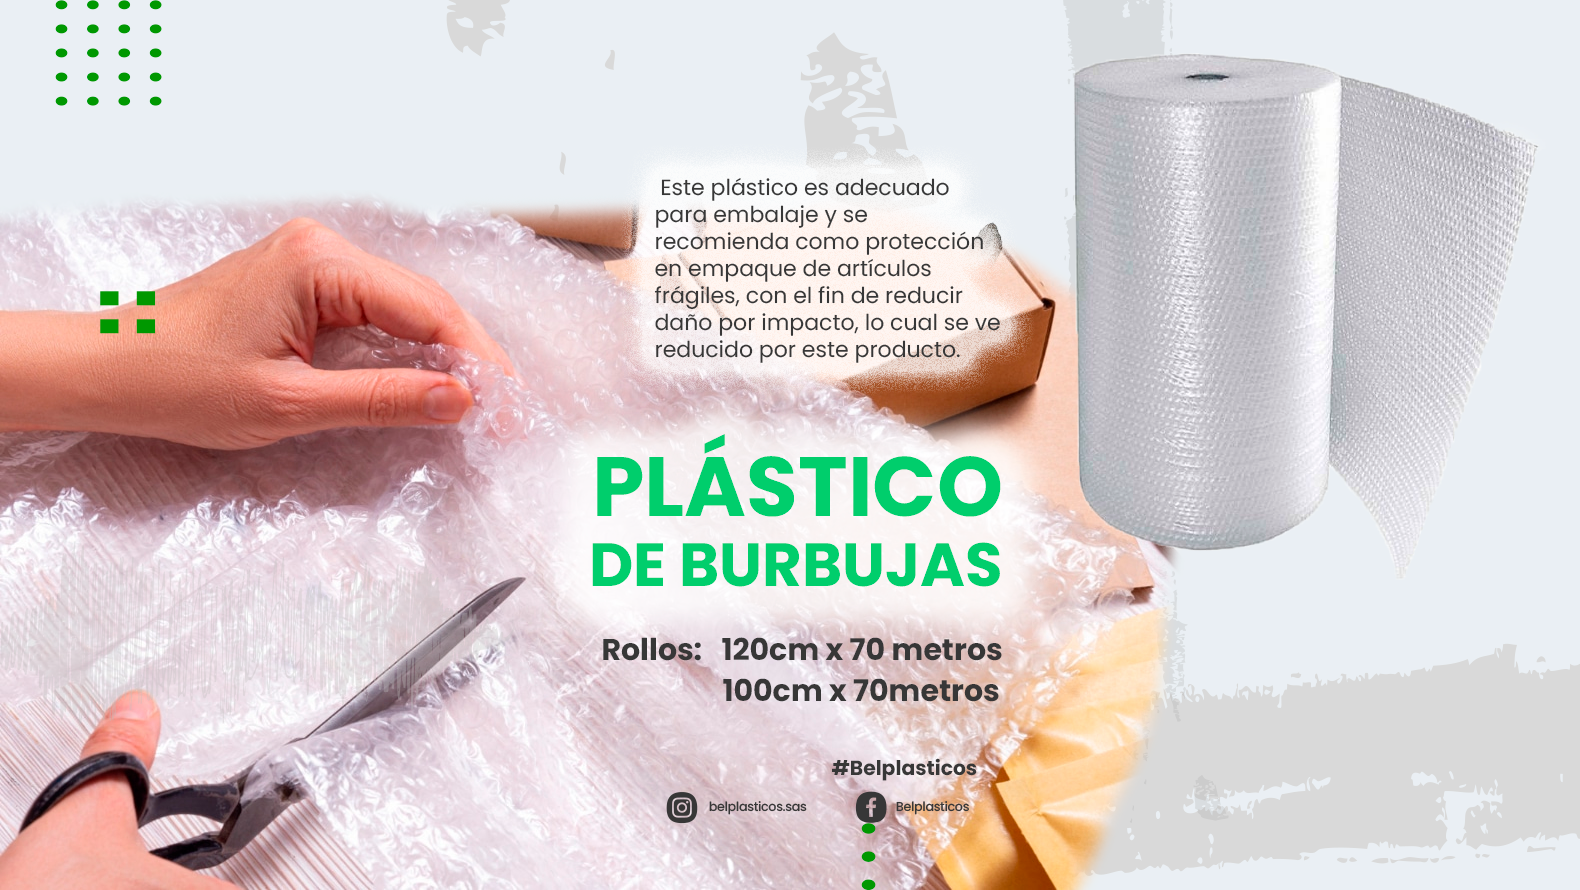 Este plástico es adecuado
para embalaje y se
recomienda como protección
en empaque de artículos
frágiles, con el fin de reducir
daño por impacto, lo cual se ve
reducido por este producto.
PLÁSTICO
DE BURBUJAS
Rollos: 120cm x 70 metros
100cm x 70metros
#Belplasticos
belplasticos.sas Belplasticos